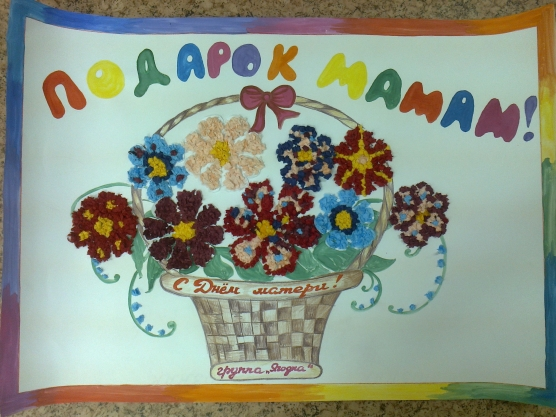 ПОДАРОК МАМАМ!
С Днём матери!
группа "Ягодка"